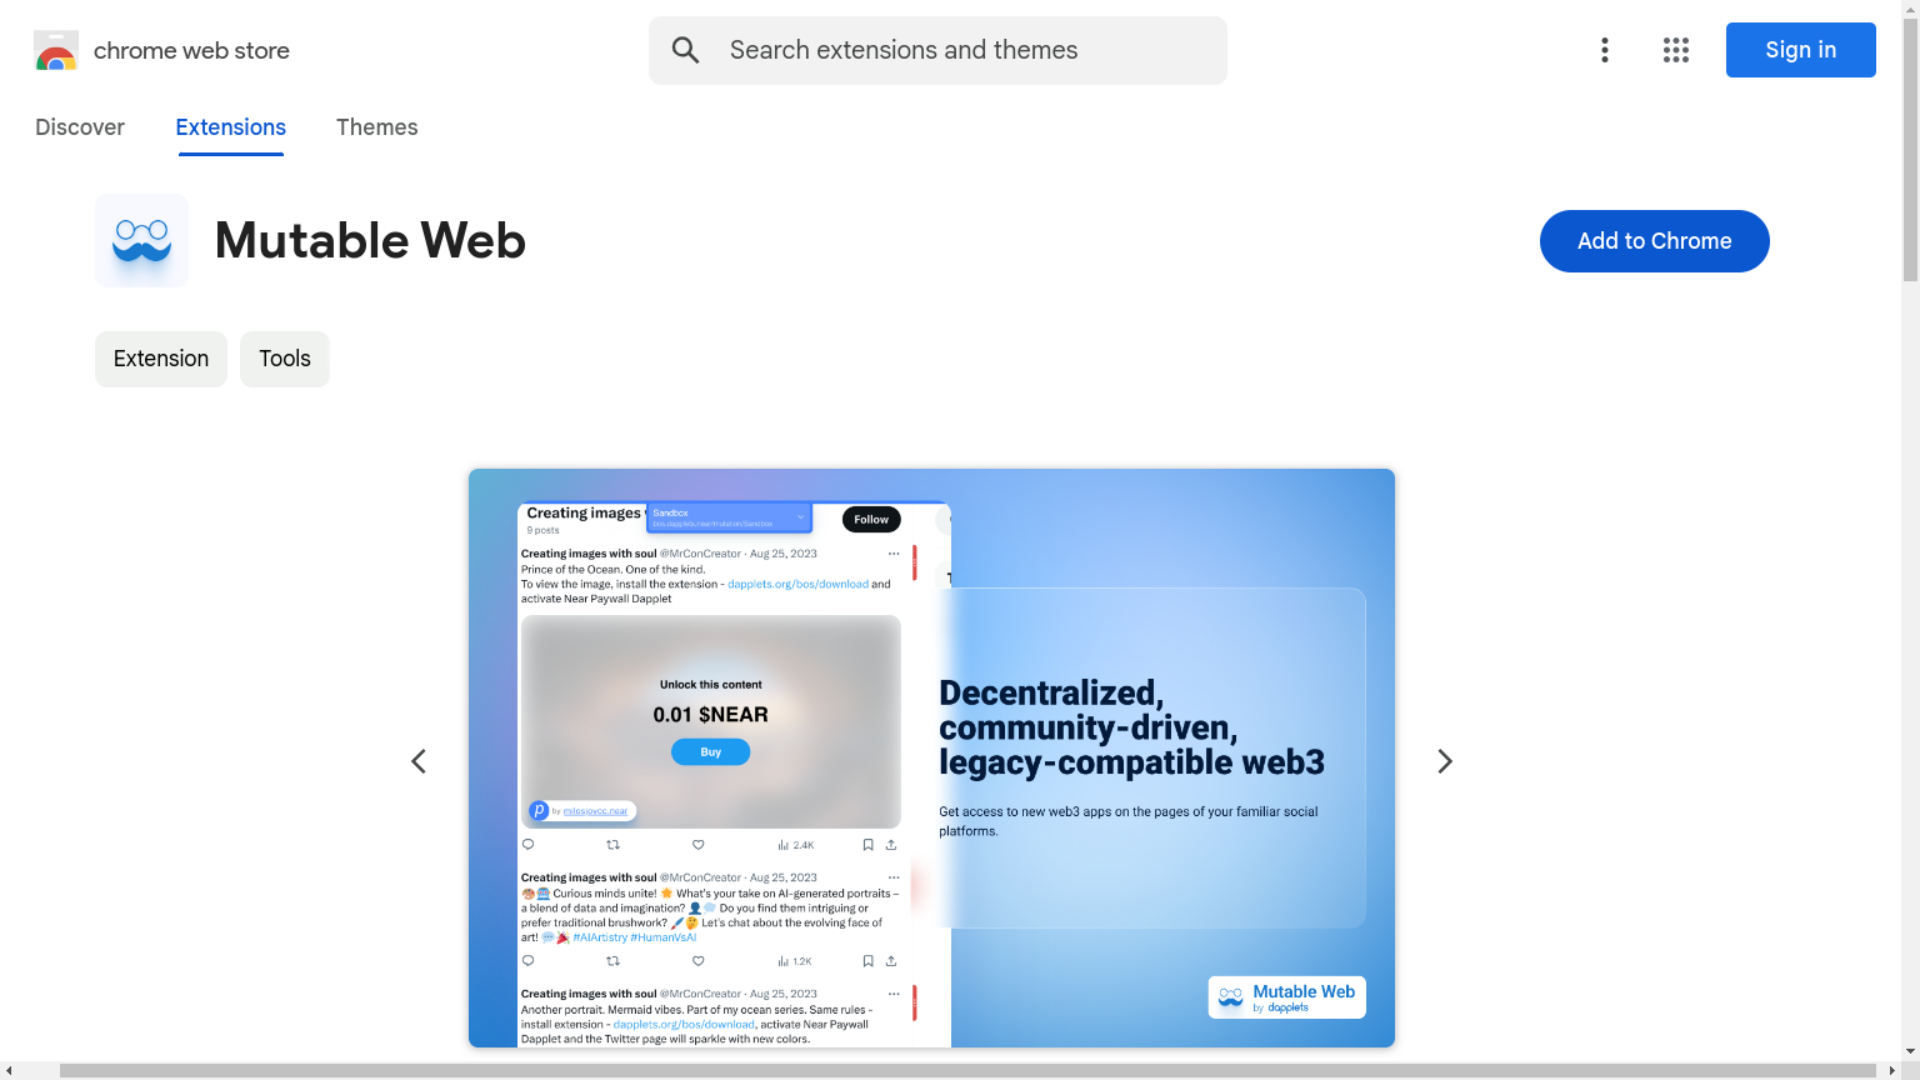 chrome web store
Search extensions and themes
Sign in
Discover
Extensions
Themes
Mutable Web
Add to Chrome
Extension
Tools
Creating images
9 posts
Sandbox
Follow
Creating images with soul @MrConCreator · Aug 25, 2023
Prince of the Ocean. One of the kind.
To view the image, install the extension - dapplets.org/bos/download and
activate Near Paywall Dapplet
Unlock this content
0.01 $NEAR
Buy
by milosjovcc.near
2.4K
Creating images with soul @MrConCreator · Aug 25, 2023
Curious minds unite! What's your take on AI-generated portraits –
a blend of data and imagination? Do you find them intriguing or
prefer traditional brushwork? Let's chat about the evolving face of
art! #AIArtistry #HumanVsAI
1.2K
Creating images with soul @MrConCreator · Aug 25, 2023
Another portrait. Mermaid vibes. Part of my ocean series. Same rules -
install extension - dapplets.org/bos/download, activate Near Paywall
Dapplet and the Twitter page will sparkle with new colors.
Decentralized,
community-driven,
legacy-compatible web3
Get access to new web3 apps on the pages of your familiar social
platforms.
Mutable Web
by dapplets